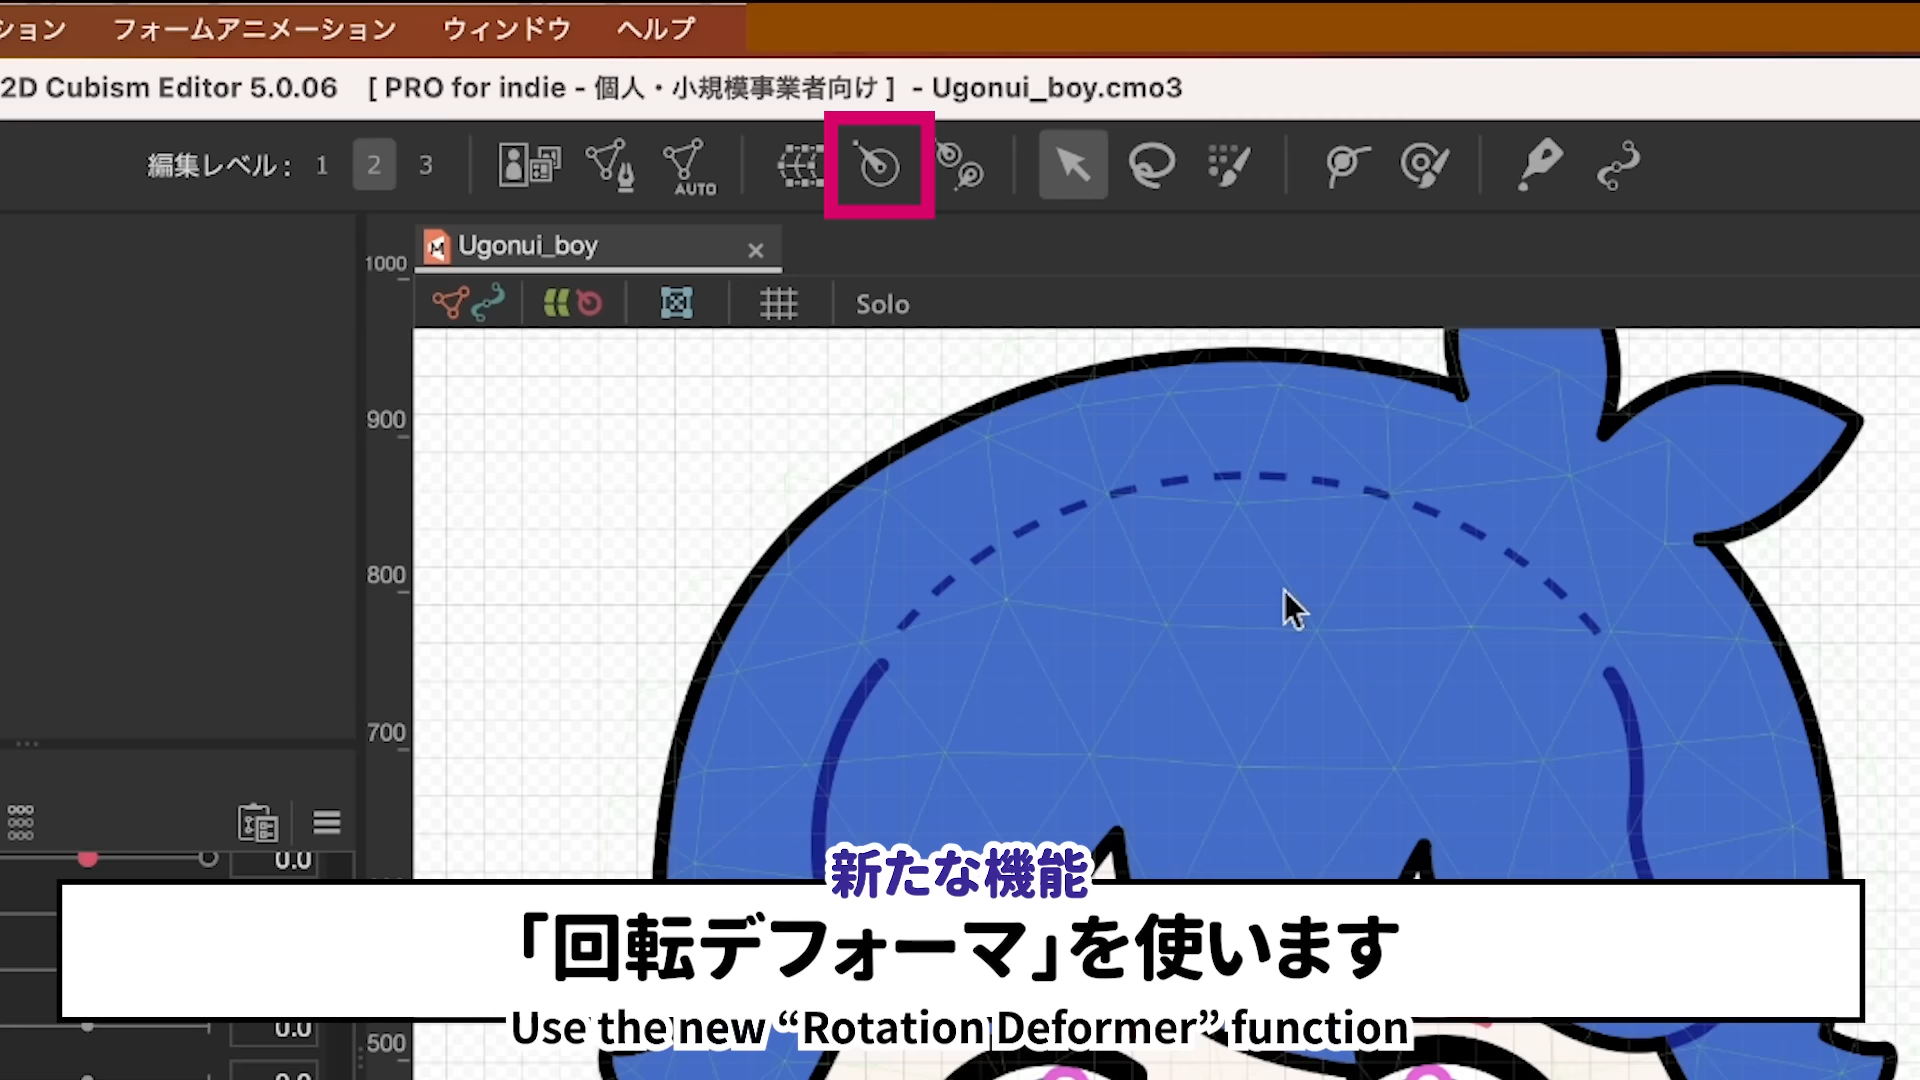 ション フォームアニメーション ウィンドウ ヘルプ
2D Cubism Editor 5.0.06 [ PRO for indie - 個人・小規模事業者向け ] - Ugonui_boy.cmo3
編集レベル： 1 2 3
AUTO
Ugonui_boy
1000
Solo
900
800
700
0.0
新たな機能
「回転デフォーマ」を使います
0.0
Use the new “Rotation Deformer” function
500